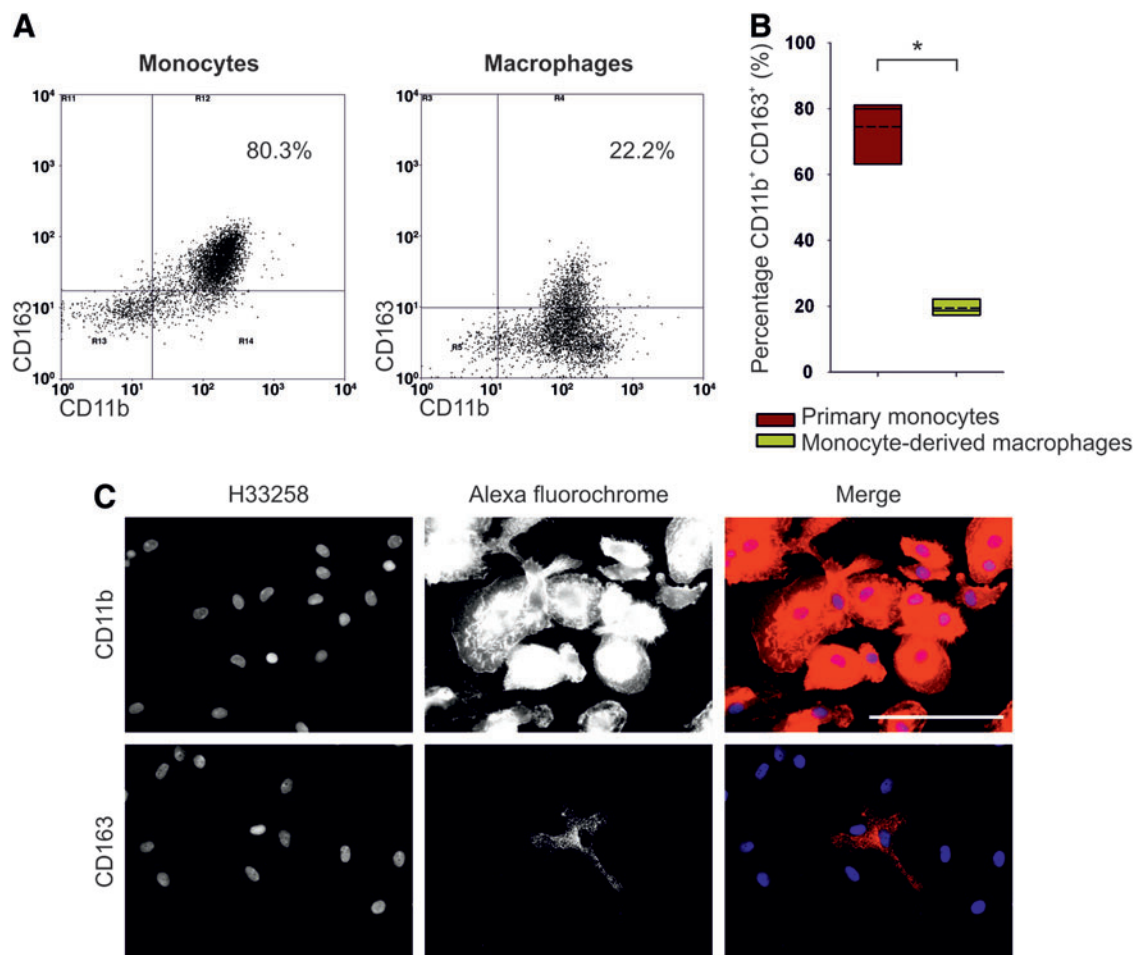 A
Monocytes
10⁴
R11
R12
80.3%
10³
10²
10¹
R13
R14
10⁰
CD163
10⁰ 10¹ 10² 10³ 10⁴
CD11b
Macrophages
10⁴
R3
R4
22.2%
10³
10²
10¹
R5
10⁰
CD163
10⁰ 10¹ 10² 10³ 10⁴
CD11b
B
Percentage CD11b⁺ CD163⁺ (%)
100
80
60
40
20
0
*
Primary monocytes
Monocyte-derived macrophages
C
H33258 Alexa fluorochrome Merge
CD11b
CD163